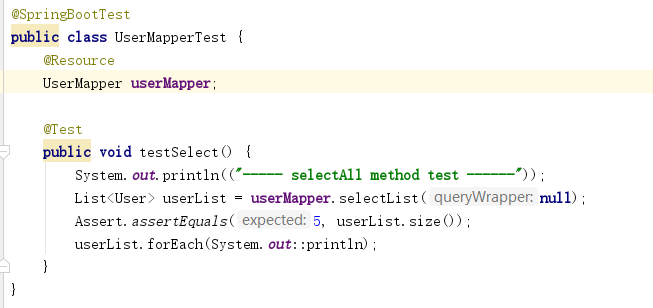 @SpringBootTest
public class UserMapperTest {
@Resource
UserMapper userMapper;
@Test
public void testSelect() {
System.out.println(("----- selectAll method test ------"));
List<User> userList = userMapper.selectList( queryWrapper: null);
Assert.assertEquals( expected: 5, userList.size());
userList.forEach(System.out::println);
}
}